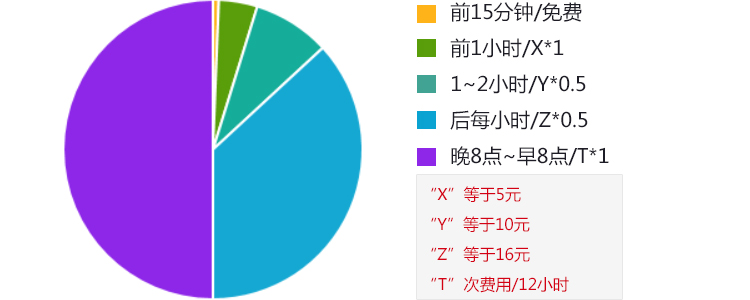 前15分钟/免费
前1小时/X*1
1~2小时/Y*0.5
后每小时/Z*0.5
晚8点~早8点/T*1
“X”等于5元
“Y”等于10元
“Z”等于16元
“T”次费用/12小时